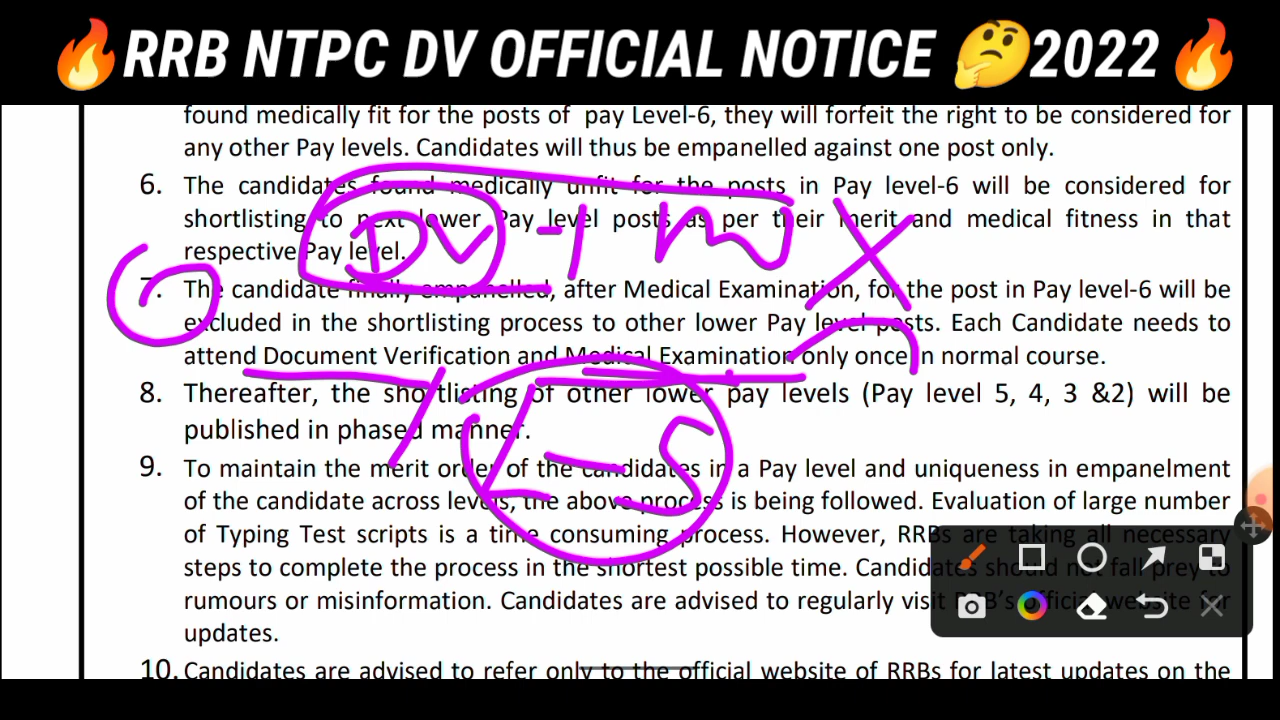 🔥RRB NTPC DV OFFICIAL NOTICE 🤔2022🔥
found medically fit for the posts of pay Level-6, they will forfeit the right to be considered for
any other Pay levels. Candidates will thus be empanelled against one post only.
6. The candidates found medically unfit for the posts in Pay level-6 will be considered for
shortlisting to next lower Pay level posts as per their merit and medical fitness in that
respective Pay level.
DV-1 m
7. The candidate finally empanelled, after Medical Examination, for the post in Pay level-6 will be
excluded in the shortlisting process to other lower Pay level posts. Each Candidate needs to
attend Document Verification and Medical Examination only once in normal course.
8. Thereafter, the shortlisting of other lower pay levels (Pay level 5, 4, 3 &2) will be
published in phased manner.
L-5
9. To maintain the merit order of the candidates in a Pay level and uniqueness in empanelment
of the candidate across levels, the above process is being followed. Evaluation of large number
of Typing Test scripts is a time consuming process. However, RRBs are taking all necessary
steps to complete the process in the shortest possible time. Candidates should not fall prey to
rumours or misinformation. Candidates are advised to regularly visit RRB's official website for
updates.
10. Candidates are advised to refer only to the official website of RRBs for latest updates on the